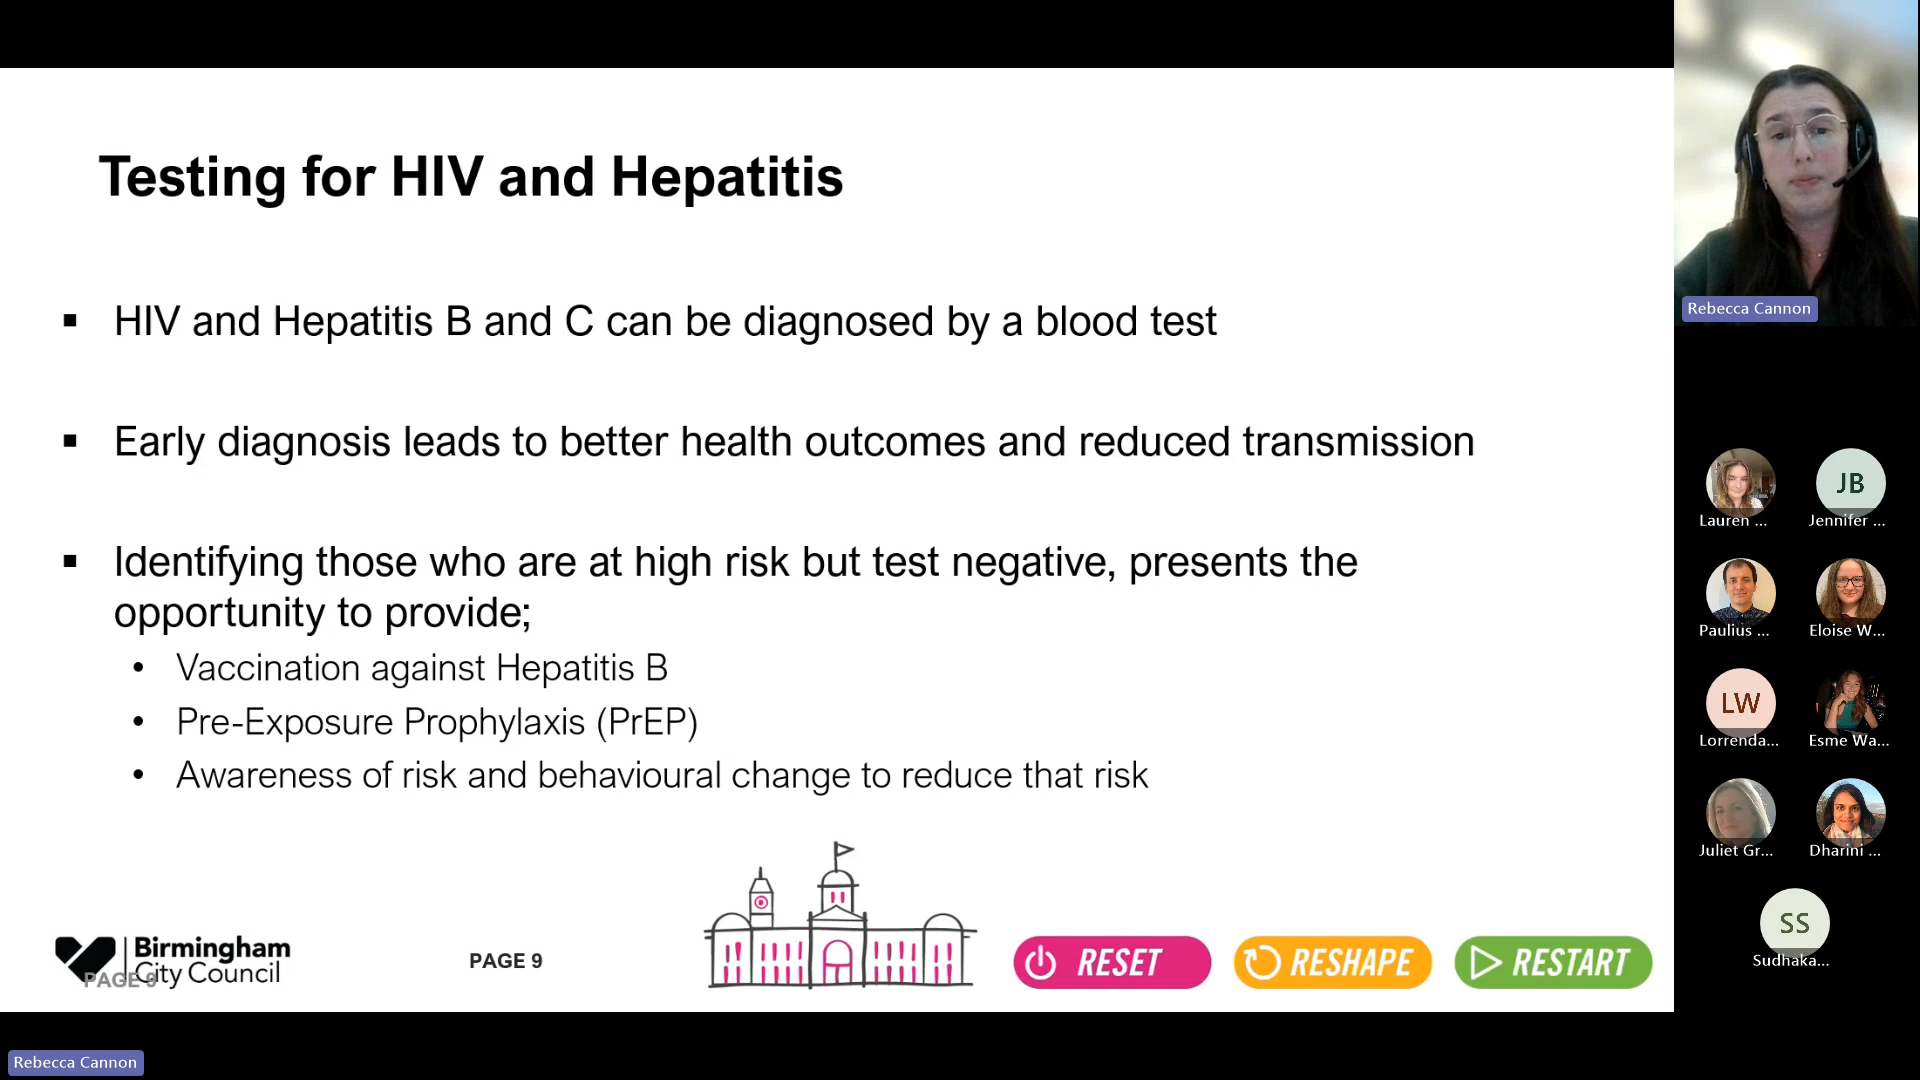 Testing for HIV and Hepatitis
▪ HIV and Hepatitis B and C can be diagnosed by a blood test
▪ Early diagnosis leads to better health outcomes and reduced transmission
▪ Identifying those who are at high risk but test negative, presents the
opportunity to provide;
• Vaccination against Hepatitis B
• Pre-Exposure Prophylaxis (PrEP)
• Awareness of risk and behavioural change to reduce that risk
Birmingham
City Council
PAGE 9
PAGE 9
RESET
RESHAPE
RESTART
Rebecca Cannon
Rebecca Cannon
Lauren ...
JB
Jennifer ...
Paulius ...
Eloise W...
LW
Lorrenda...
Esme Wa...
Juliet Gr...
Dharini ...
SS
Sudhaka...